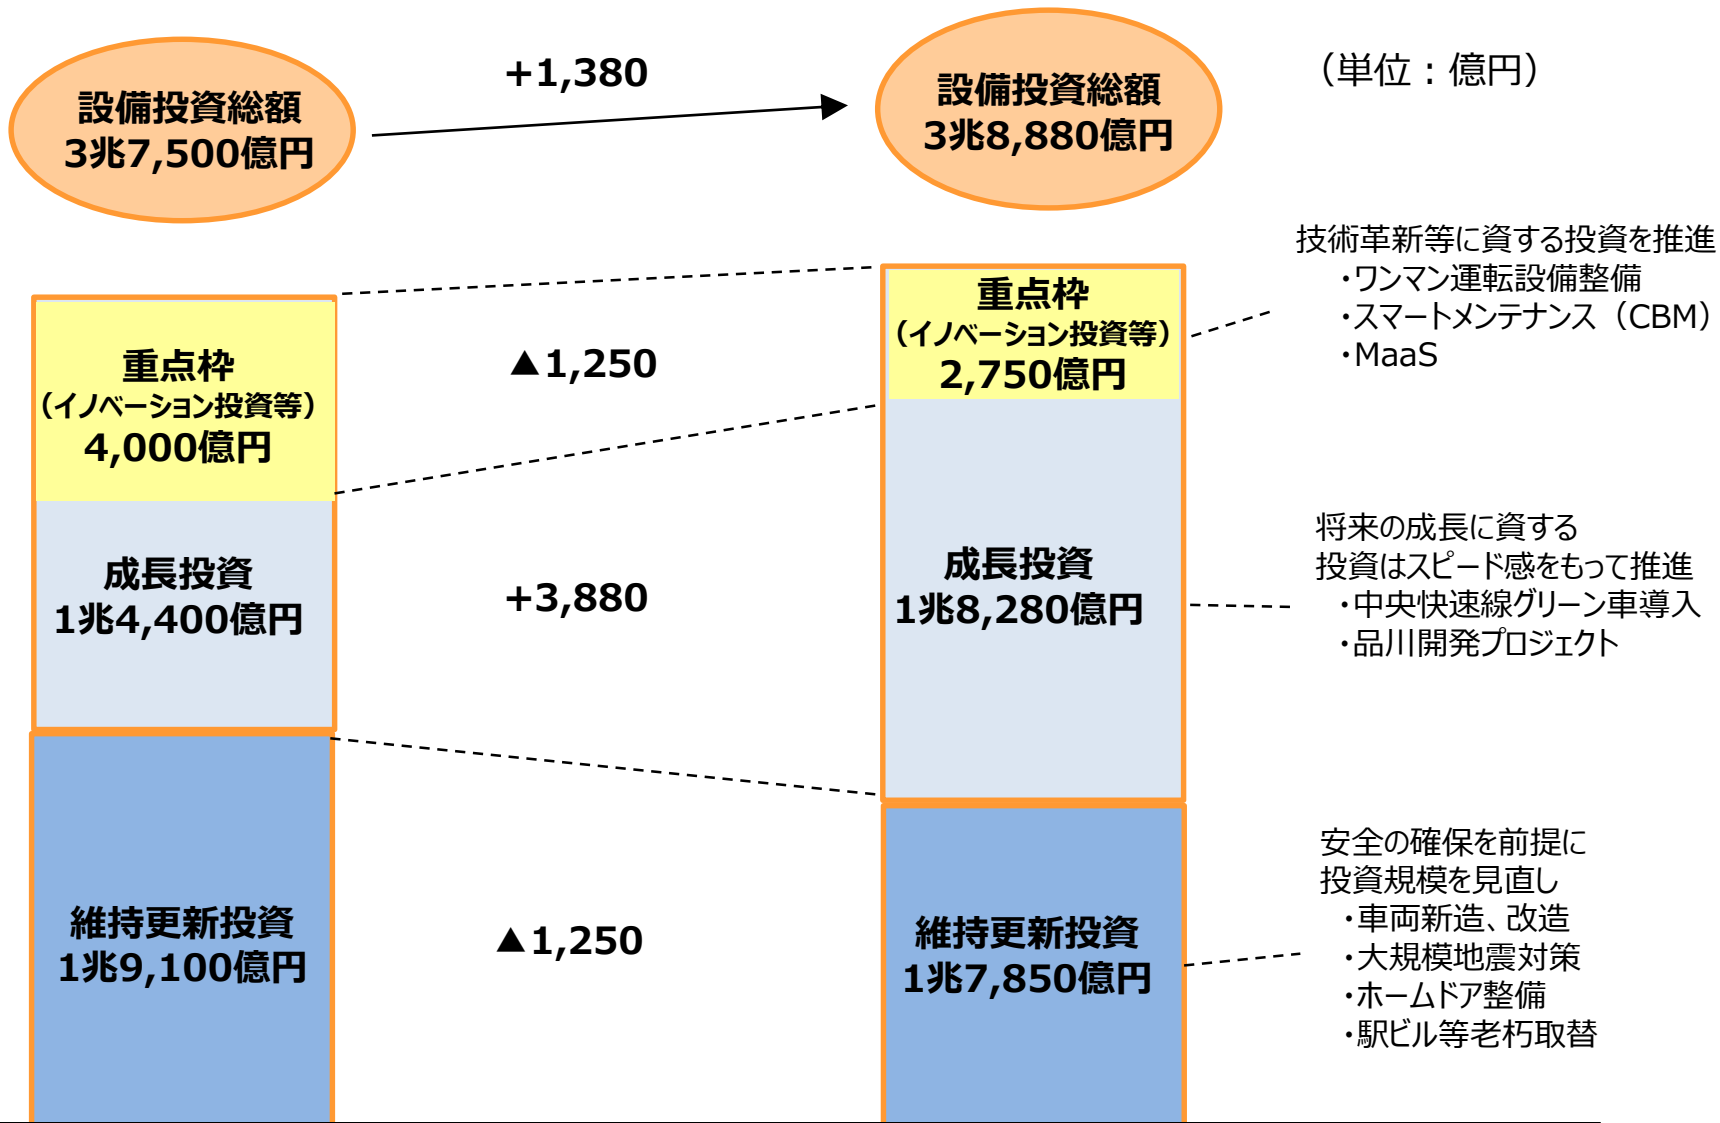 設備投資総額
3兆7,500億円
+1,380
設備投資総額
3兆8,880億円
（単位：億円）
重点枠
（イノベーション投資等）
4,000億円
▲1,250
重点枠
（イノベーション投資等）
2,750億円
技術革新等に資する投資を推進
・ワンマン運転設備整備
・スマートメンテナンス（CBM）
・MaaS
成長投資
1兆4,400億円
+3,880
成長投資
1兆8,280億円
将来の成長に資する
投資はスピード感をもって推進
・中央快速線グリーン車導入
・品川開発プロジェクト
維持更新投資
1兆9,100億円
▲1,250
維持更新投資
1兆7,850億円
安全の確保を前提に
投資規模を見直し
・車両新造、改造
・大規模地震対策
・ホームドア整備
・駅ビル等老朽取替